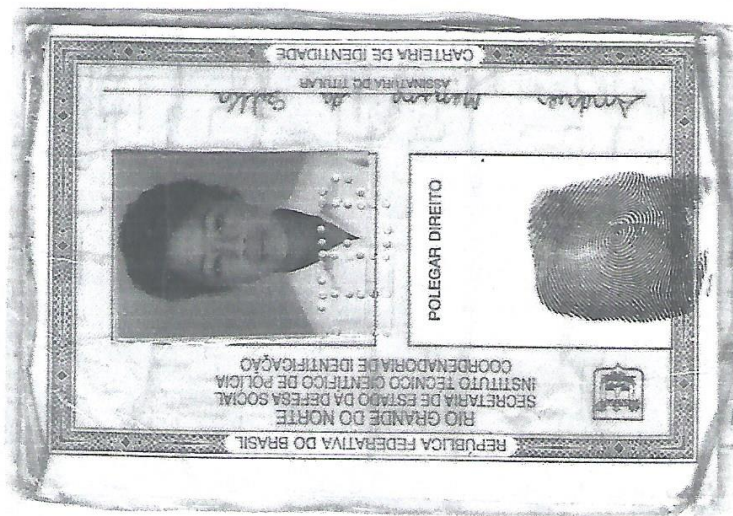 REPÚBLICA FEDERATIVA DO BRASIL
RIO GRANDE DO NORTE
SECRETARIA DE ESTADO DA DEFESA SOCIAL
INSTITUTO TÉCNICO CIENTÍFICO DE POLÍCIA
COORDENADORIA DE IDENTIFICAÇÃO
POLEGAR DIREITO
ASSINATURA DO TITULAR
CARTEIRA DE IDENTIDADE